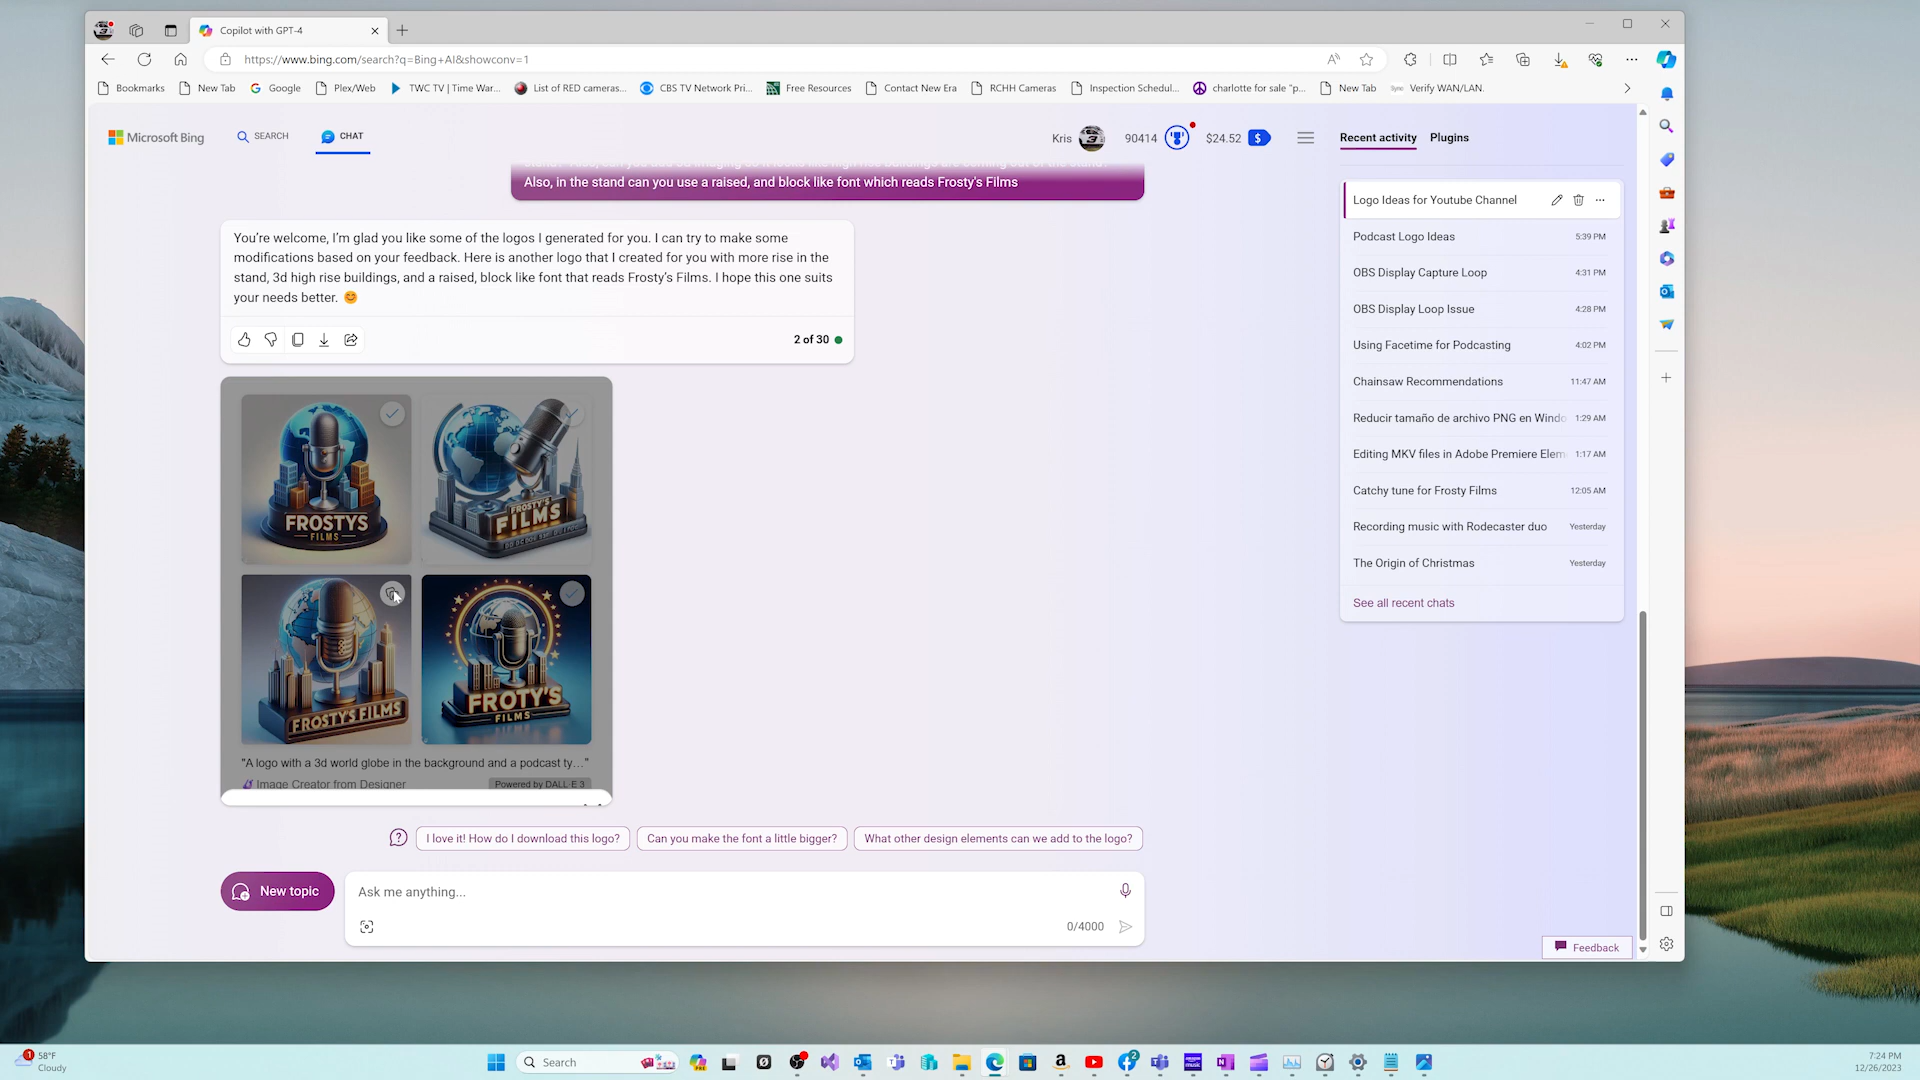 Copilot with GPT-4
https://www.bing.com/search?q=Bing+AI&showconv=1
Bookmarks
New Tab
Google
Plex/Web
TWC TV | Time War...
List of RED cameras...
CBS TV Network Pri...
Free Resources
Contact New Era
RCHH Cameras
Inspection Schedul...
charlotte for sale "p...
New Tab
Sync Verify WAN/LAN.
Microsoft Bing
SEARCH
CHAT
Kris
90414
$24.52
Recent activity
Plugins
Also, in the stand can you use a raised, and block like font which reads Frosty's Films
You're welcome, I'm glad you like some of the logos I generated for you. I can try to make some
modifications based on your feedback. Here is another logo that I created for you with more rise in the
stand, 3d high rise buildings, and a raised, block like font that reads Frosty's Films. I hope this one suits
your needs better.
2 of 30
FROSTYS
FILMS
FROSTY'S
FILMS
FROSTY'S FILMS
FROTY'S
FILMS
"A logo with a 3d world globe in the background and a podcast ty..."
Image Creator from Designer
Powered by DALL·E 3
I love it! How do I download this logo?
Can you make the font a little bigger?
What other design elements can we add to the logo?
New topic
Ask me anything...
0/4000
Logo Ideas for Youtube Channel
Podcast Logo Ideas 5:39 PM
OBS Display Capture Loop 4:31 PM
OBS Display Loop Issue 4:28 PM
Using Facetime for Podcasting 4:02 PM
Chainsaw Recommendations 11:47 AM
Reducir tamaño de archivo PNG en Windo 1:29 AM
Editing MKV files in Adobe Premiere Elem 1:17 AM
Catchy tune for Frosty Films 12:05 AM
Recording music with Rodecaster duo Yesterday
The Origin of Christmas Yesterday
See all recent chats
Feedback
1
58°F
Cloudy
Search
2
7:24 PM
12/26/2023